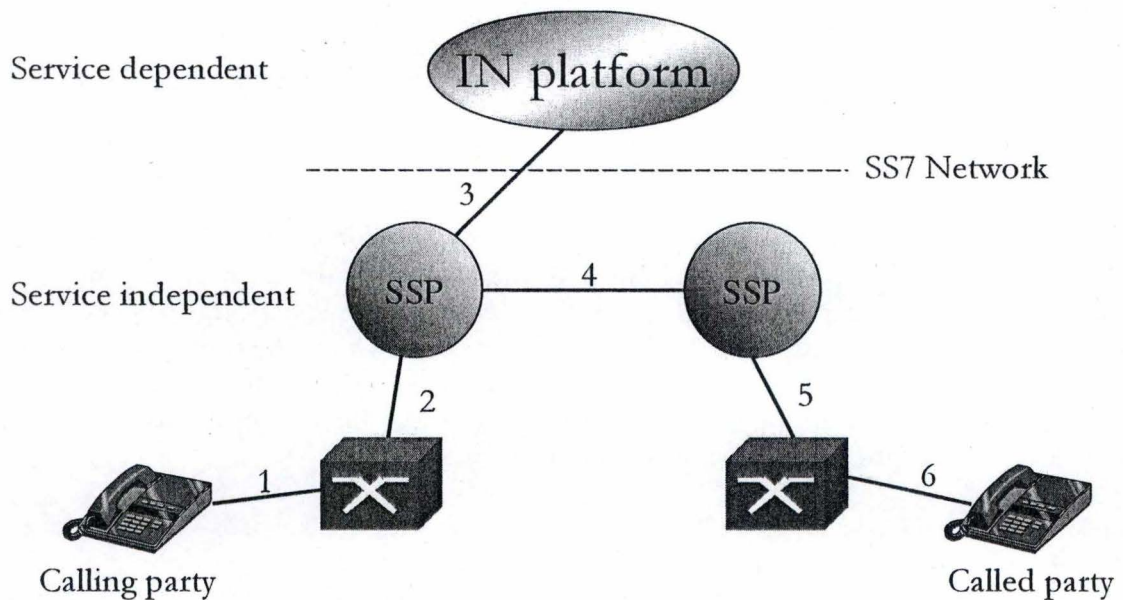 Service dependent
IN platform
SS7 Network
3
Service independent
SSP
4
SSP
2
5
1
6
Calling party
Called party